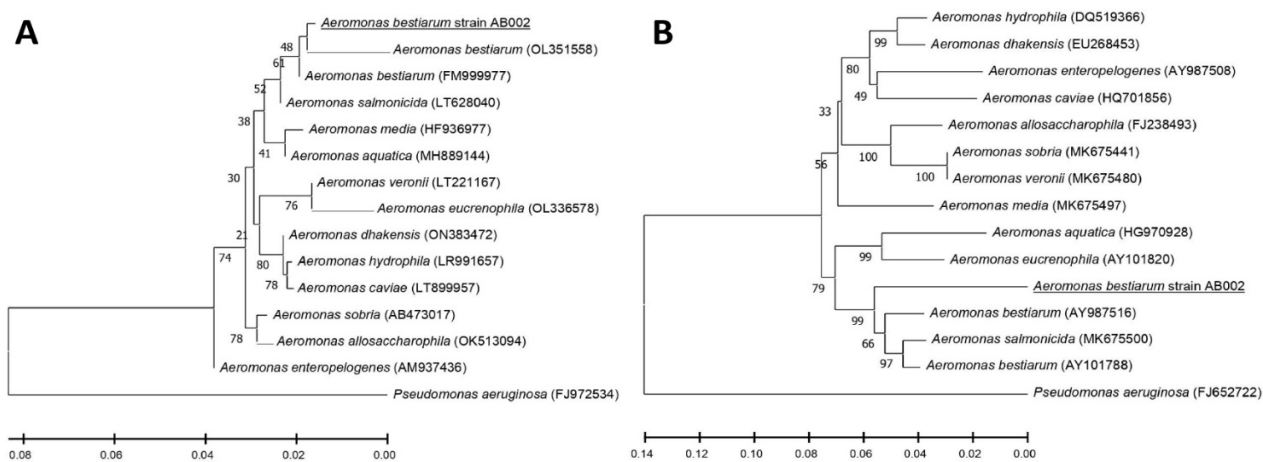 A
Aeromonas bestiarum strain AB002
48
Aeromonas bestiarum (OL351558)
61
Aeromonas bestiarum (FM999977)
52
Aeromonas salmonicida (LT628040)
38
Aeromonas media (HF936977)
41
Aeromonas aquatica (MH889144)
30
Aeromonas veronii (LT221167)
76
Aeromonas eucrenophila (OL336578)
21
Aeromonas dhakensis (ON383472)
74
80
Aeromonas hydrophila (LR991657)
78
Aeromonas caviae (LT899957)
Aeromonas sobria (AB473017)
78
Aeromonas allosaccharophila (OK513094)
Aeromonas enteropelogenes (AM937436)
Pseudomonas aeruginosa (FJ972534)
0.08 0.06 0.04 0.02 0.00
B
Aeromonas hydrophila (DQ519366)
99
Aeromonas dhakensis (EU268453)
80
Aeromonas enteropelogenes (AY987508)
49
Aeromonas caviae (HQ701856)
33
Aeromonas allosaccharophila (FJ238493)
100
Aeromonas sobria (MK675441)
56
100
Aeromonas veronii (MK675480)
Aeromonas media (MK675497)
Aeromonas aquatica (HG970928)
99
Aeromonas eucrenophila (AY101820)
79
Aeromonas bestiarum strain AB002
99
Aeromonas bestiarum (AY987516)
66
Aeromonas salmonicida (MK675500)
97
Aeromonas bestiarum (AY101788)
Pseudomonas aeruginosa (FJ652722)
0.14 0.12 0.10 0.08 0.06 0.04 0.02 0.00